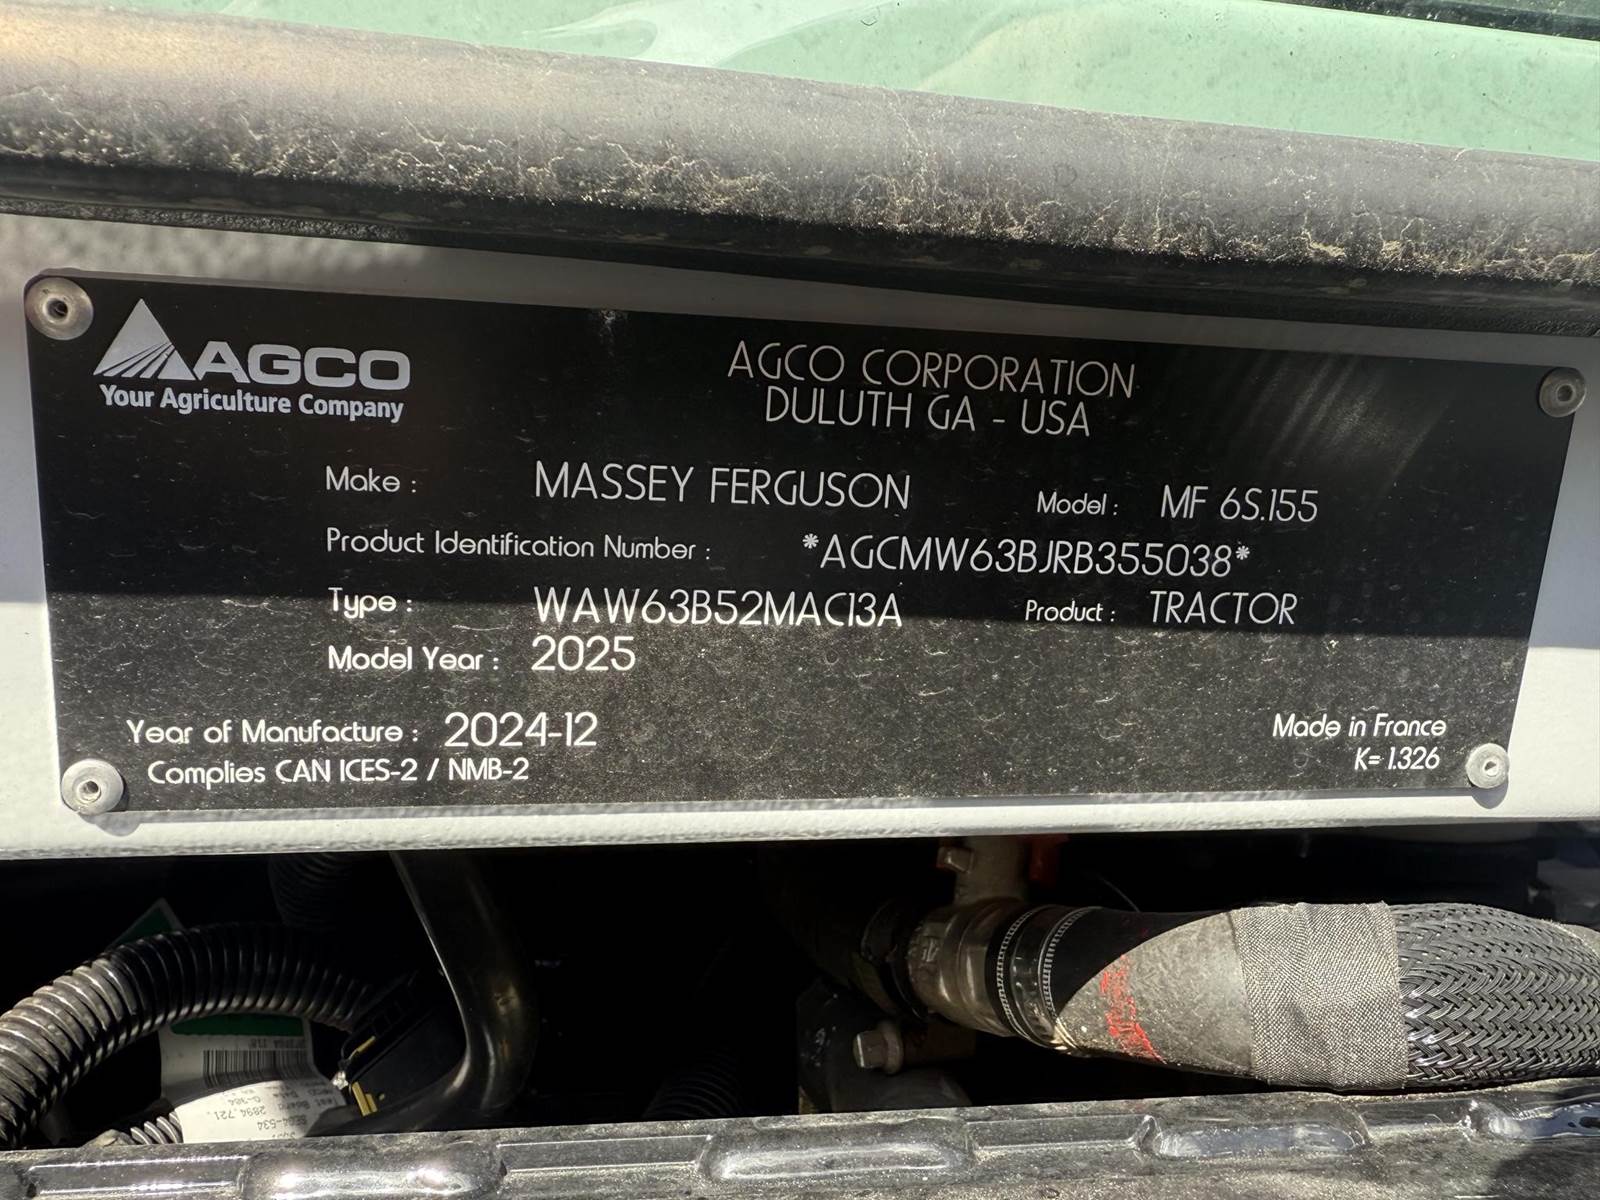 AGCO
Your Agriculture Company
AGCO CORPORATION
DULUTH GA - USA
Make : MASSEY FERGUSON Model : MF 6S.155
Product Identification Number : *AGCMW63BJRB355038*
Type : WAW63B52MAC13A Product : TRACTOR
Model Year : 2025
Year of Manufacture : 2024-12 Made in France
Complies CAN ICES-2 / NMB-2 K= 1.326